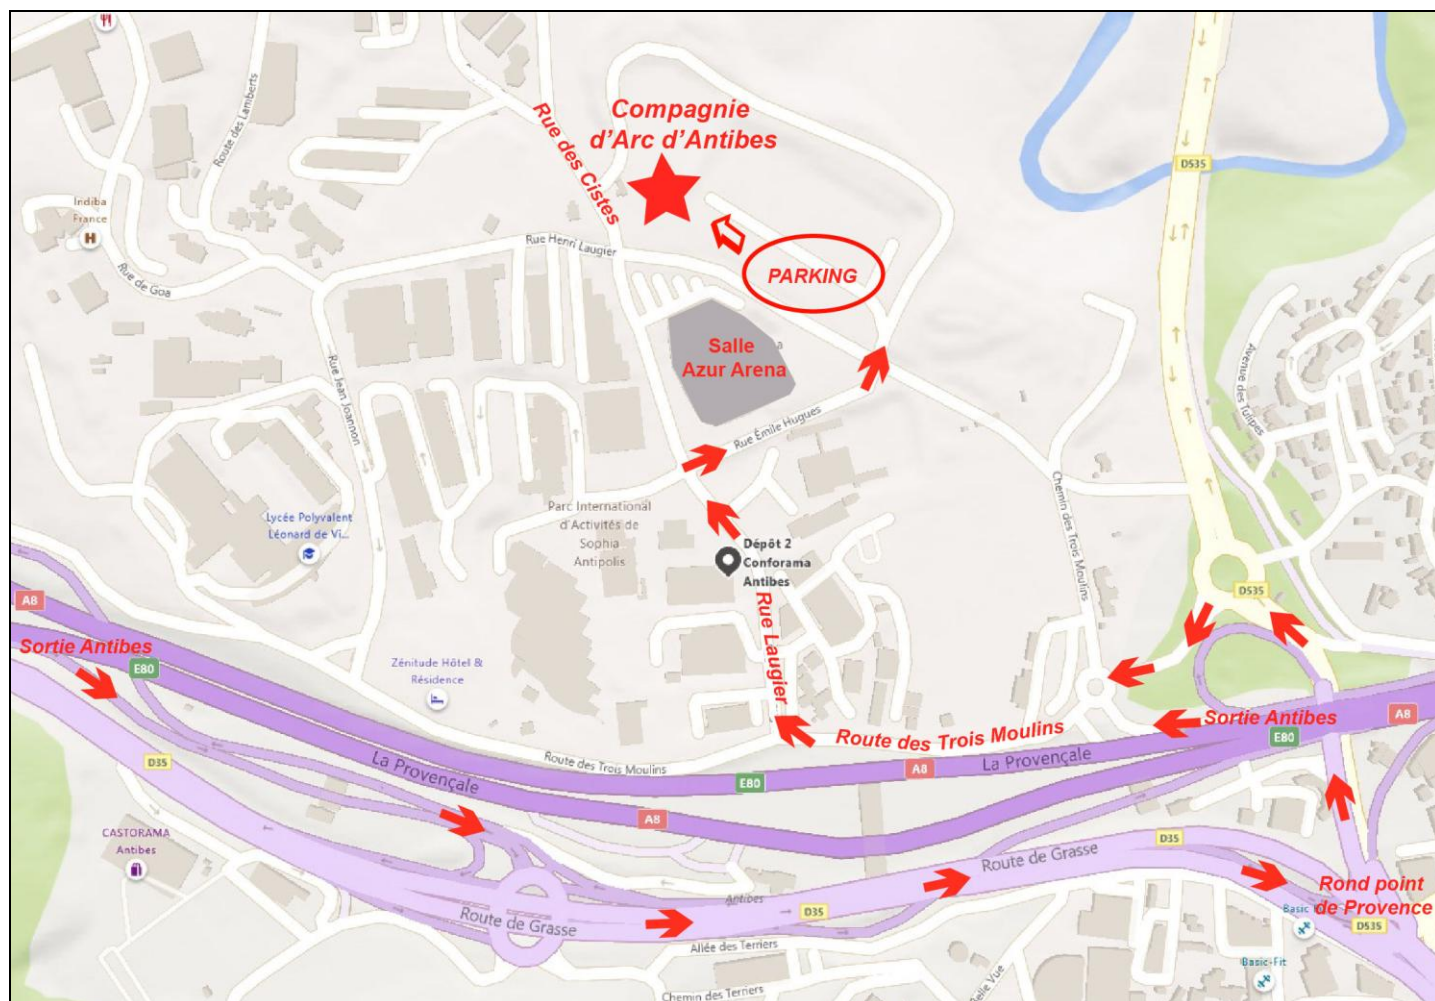 Compagnie
d'Arc d'Antibes
Rue des Cistes
Route des Lamberts
D535
Indiba
France
H
Rue Henri Laugier
Rue de Goa
PARKING
Salle
Azur Arena
a
Rue Jean Joannon
Avenue des Tulipes
Rue Émile Hugues
Chemin des Trois Moulins
Parc International
d'Activités de
Sophia
Antipolis
Lycée Polyvalent
Léonard de Vi...
Dépôt 2
Conforama
Antibes
D535
A8
Rue Laugier
Sortie Antibes
E80
Zénitude Hôtel &
Résidence
Sortie Antibes
A8
E80
Route des Trois Moulins
Route des Trois Moulins
La Provençale
A8
La Provençale
E80
D35
A8
CASTORAMA
Antibes
D35
Route de Grasse
Rond point
de Provence
Antibes
D35
Route de Grasse
Basic
D535
Allée des Terriers
Basic-Fit
Belle Vue
Chemin des Terriers